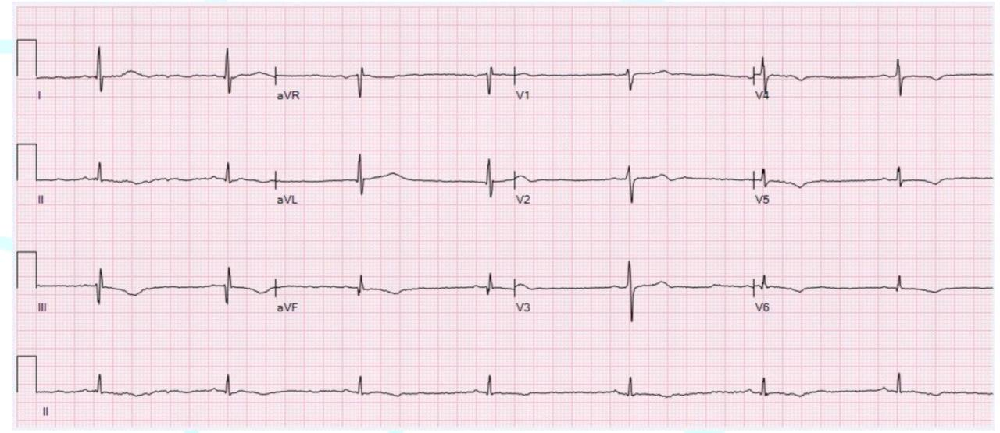 I aVR V1 V4
II aVL V2 V5
III aVF V3 V6
II